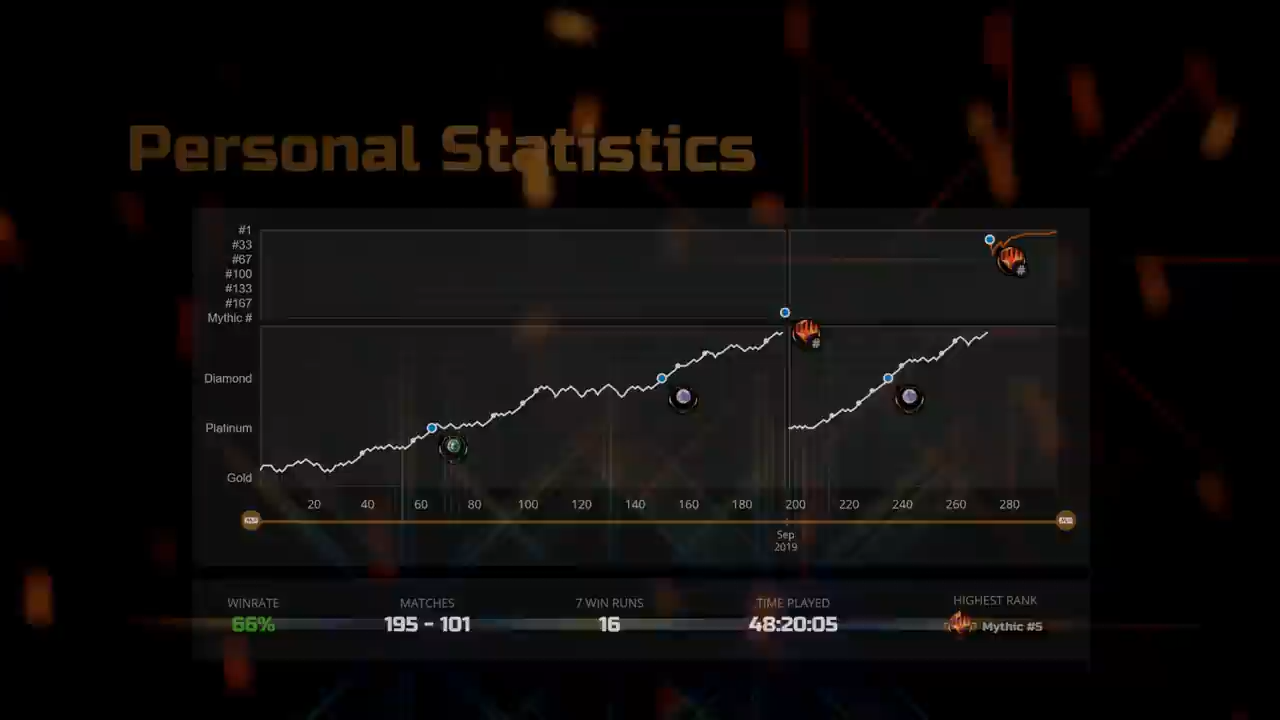 Personal Statistics
#1
#33
#67
#100
#133
#167
Mythic #
Diamond
Platinum
Gold
#
#
20 40 60 80 100 120 140 160 180 200 220 240 260 280
Sep
2019
WINRATE MATCHES 7 WIN RUNS TIME PLAYED HIGHEST RANK
66% 195 - 101 16 48:20:05 Mythic #5